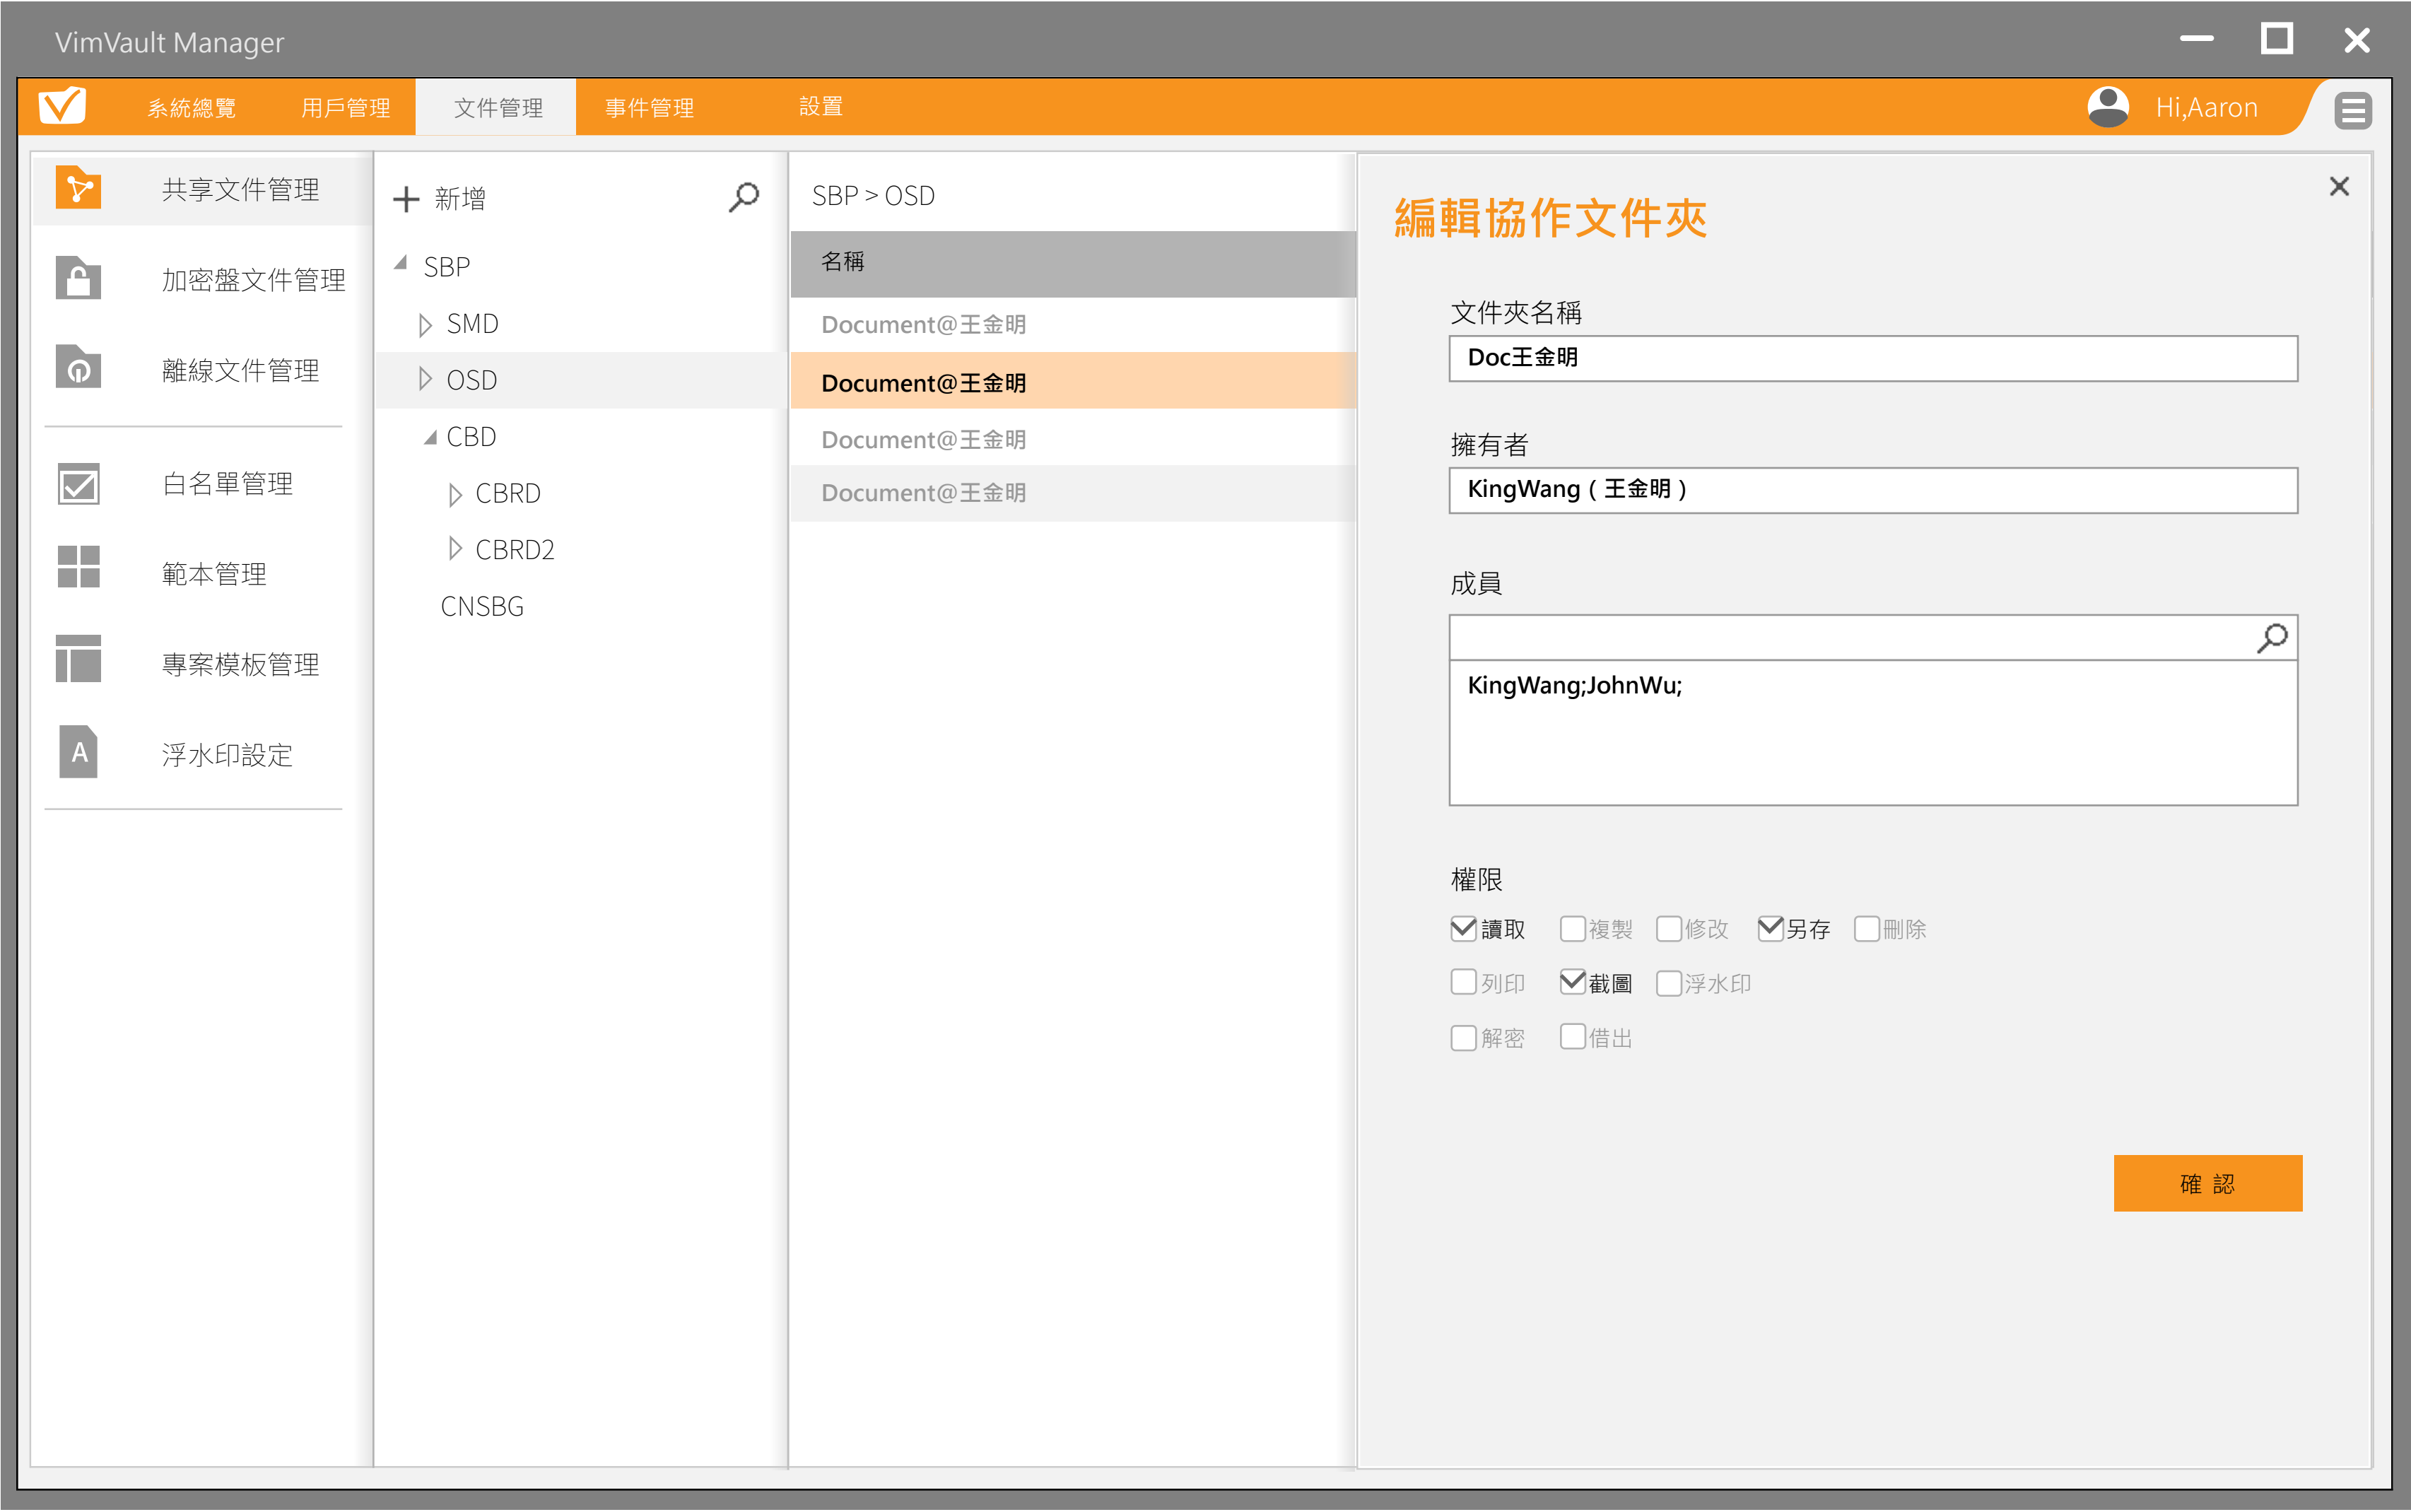 VimVault Manager
系統總覽
用戶管理
文件管理
事件管理
設置
Hi,Aaron
共享文件管理
加密盤文件管理
離線文件管理
白名單管理
範本管理
專案模板管理
A
浮水印設定
新增
SBP
SMD
OSD
CBD
CBRD
CBRD2
CNSBG
SBP > OSD
名稱
Document@王金明
Document@王金明
Document@王金明
Document@王金明
編輯協作文件夾
文件夾名稱
Doc王金明
擁有者
KingWang ( 王金明 )
成員
KingWang;JohnWu;
權限
讀取 複製 修改 另存 刪除
列印 截圖 浮水印
解密 借出
確 認